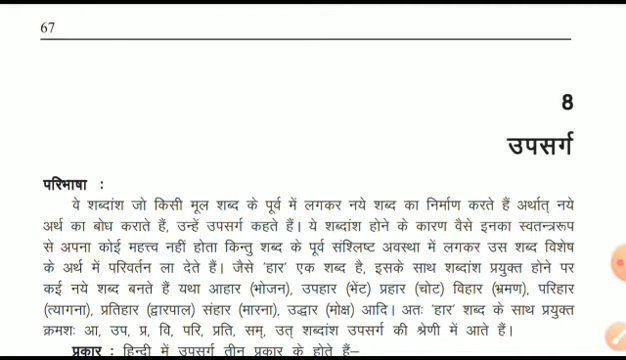 67
8
उपसर्ग
परिभाषा :
वे शब्दांश जो किसी मूल शब्द के पूर्व में लगकर नये शब्द का निर्माण करते हैं अर्थात् नये
अर्थ का बोध कराते हैं, उन्हें उपसर्ग कहते हैं। ये शब्दांश होने के कारण वैसे इनका स्वतन्त्ररूप
से अपना कोई महत्त्व नहीं होता किन्तु शब्द के पूर्व संश्लिष्ट अवस्था में लगकर उस शब्द विशेष
के अर्थ में परिवर्तन ला देते हैं। जैसे 'हार' एक शब्द है, इसके साथ शब्दांश प्रयुक्त होने पर
कई नये शब्द बनते हैं यथा आहार (भोजन), उपहार (भेंट) प्रहार (चोट) विहार (भ्रमण), परिहार
(त्यागना), प्रतिहार (द्वारपाल) संहार (मारना), उद्धार (मोक्ष) आदि। अतः 'हार' शब्द के साथ प्रयुक्त
क्रमशः आ, उप, प्र, वि, परि, प्रति, सम्, उत् शब्दांश उपसर्ग की श्रेणी में आते हैं।
प्रकार : हिन्दी में उपसर्ग तीन प्रकार के होते हैं–